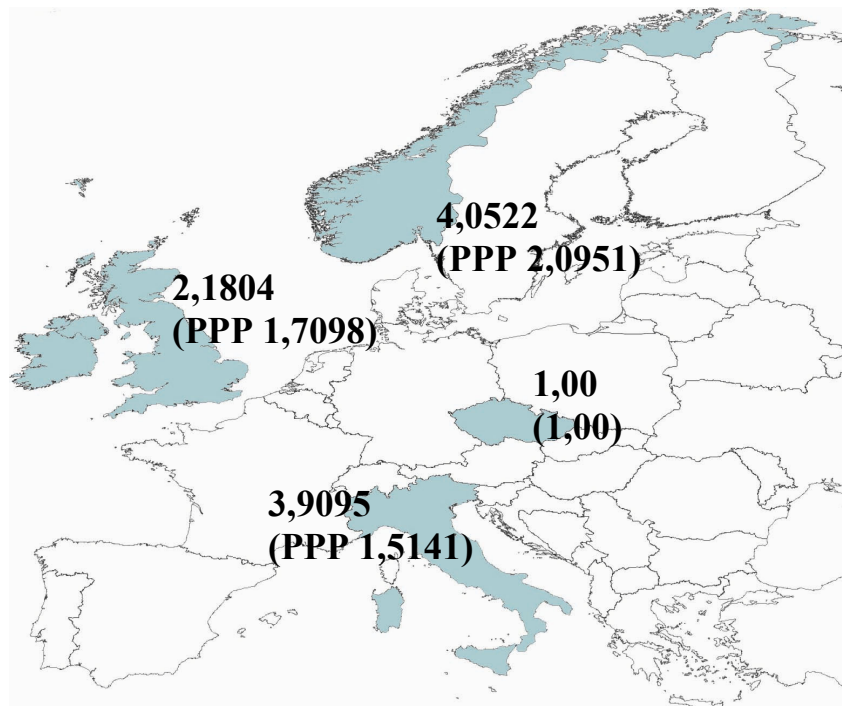 4,0522
(PPP 2,0951)
2,1804
(PPP 1,7098)
1,00
(1,00)
3,9095
(PPP 1,5141)